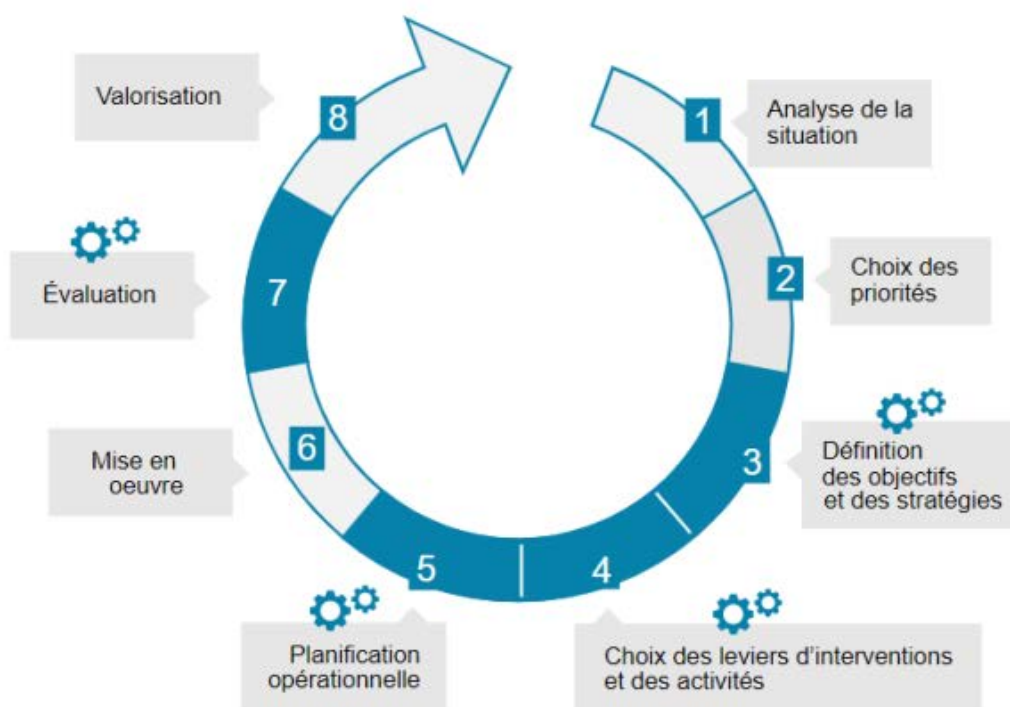 1
Analyse de la
situation
2
Choix des
priorités
3
Définition
des objectifs
et des stratégies
4
Choix des leviers d'interventions
et des activités
5
Planification
opérationnelle
6
Mise en
oeuvre
7
Évaluation
8
Valorisation